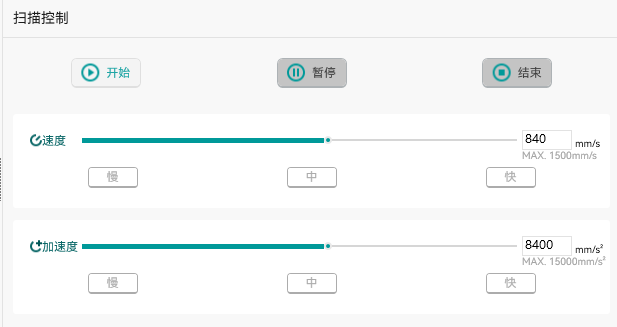 扫描控制
开始
暂停
结束
速度
840 mm/s
MAX. 1500mm/s
慢
中
快
加速度
8400 mm/s²
MAX. 15000mm/s²
慢
中
快